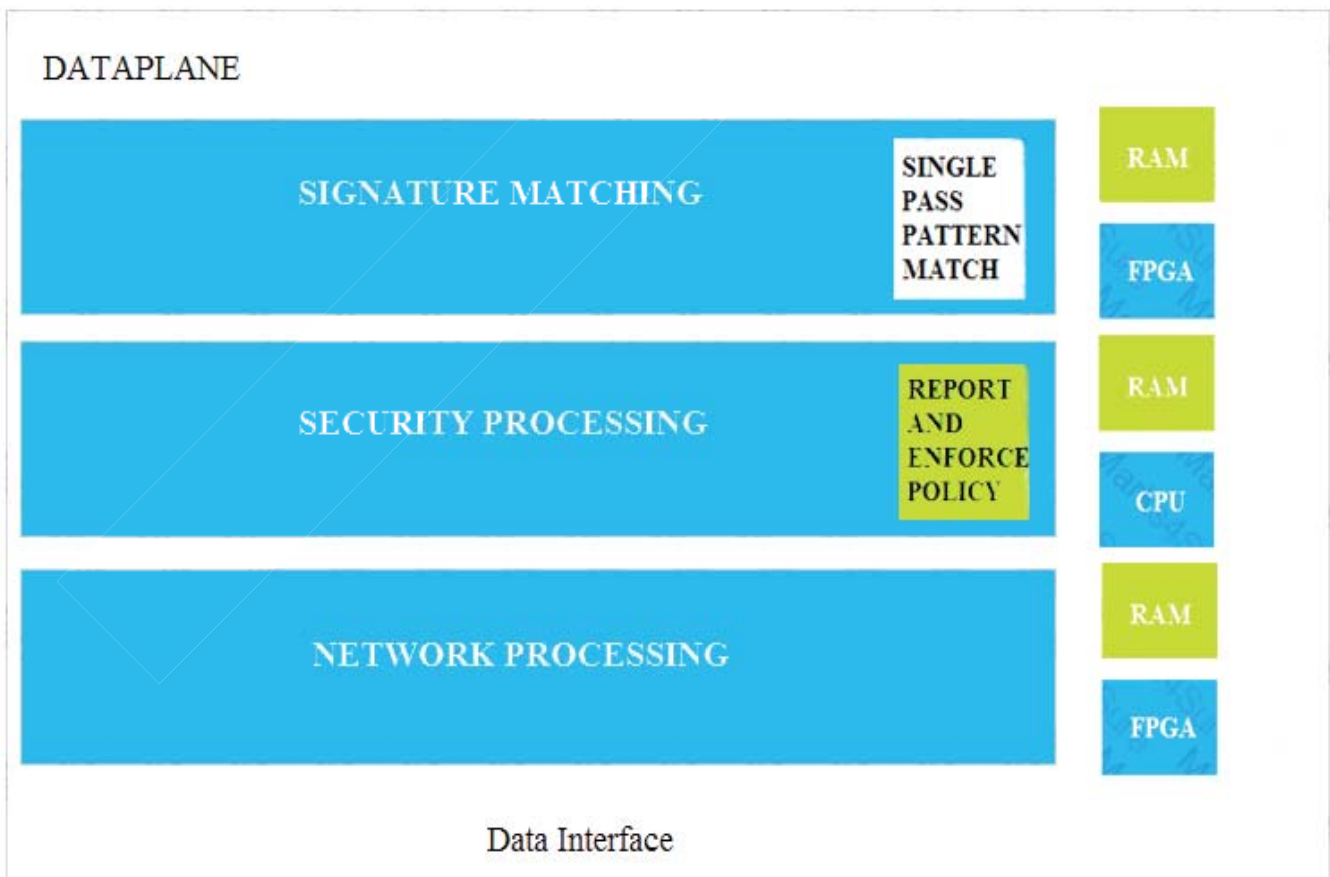 DATAPLANE
SIGNATURE MATCHING
SINGLE
PASS
PATTERN
MATCH
RAM
FPGA
SECURITY PROCESSING
REPORT
AND
ENFORCE
POLICY
RAM
CPU
NETWORK PROCESSING
RAM
FPGA
Data Interface